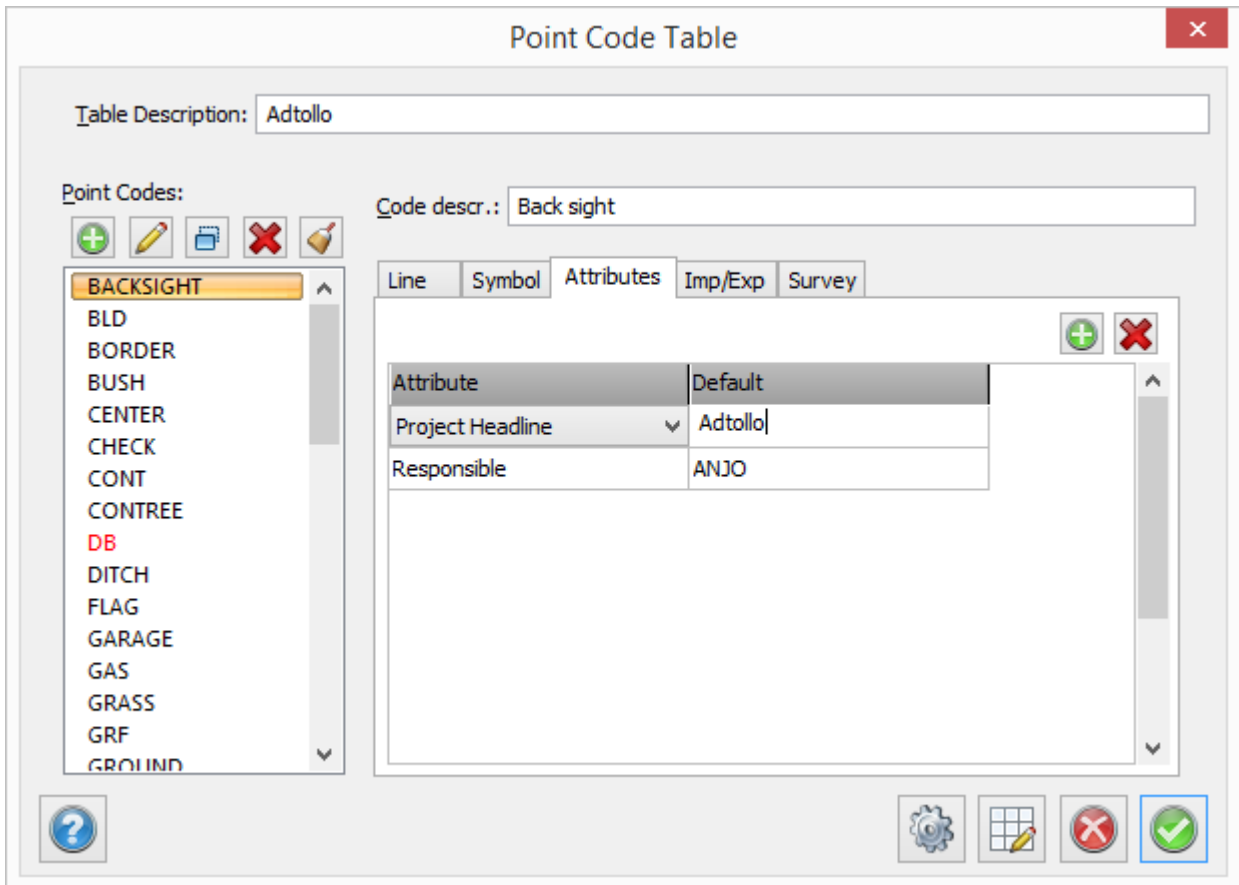 Point Code Table
Table Description: Adtollo
Point Codes:
Code descr.: Back sight
BACKSIGHT
BLD
BORDER
BUSH
CENTER
CHECK
CONT
CONTREE
DB
DITCH
FLAG
GARAGE
GAS
GRASS
GRF
GROUND
Line Symbol Attributes Imp/Exp Survey
Attribute Default
Project Headline Adtollo
Responsible ANJO